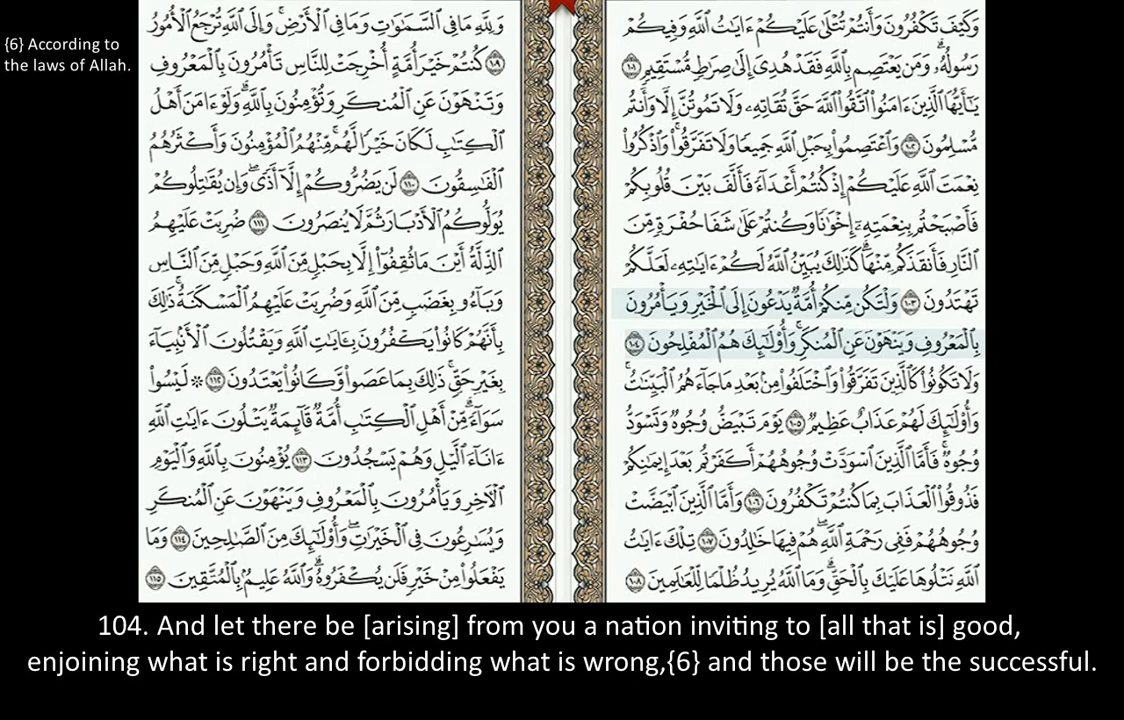 {6} According to
the laws of Allah.
وَكَيْفَ تَكْفُرُونَ وَأَنتُمْ تُتْلَىٰ عَلَيْكُمْ ءَايَٰتُ ٱللَّهِ وَفِيكُمْ
رَسُولُهُۥۗ وَمَن يَعْتَصِم بِٱللَّهِ فَقَدْ هُدِىَ إِلَىٰ صِرَٰطٍ مُّسْتَقِيمٍ ١٠١
يَٰٓأَيُّهَا ٱلَّذِينَ ءَامَنُوا۟ ٱتَّقُوا۟ ٱللَّهَ حَقَّ تُقَاتِهِۦ وَلَا تَمُوتُنَّ إِلَّا وَأَنتُم
مُّسْلِمُونَ ١٠٢ وَٱعْتَصِمُوا۟ بِحَبْلِ ٱللَّهِ جَمِيعًا وَلَا تَفَرَّقُوا۟ۚ وَٱذْكُرُوا۟
نِعْمَتَ ٱللَّهِ عَلَيْكُمْ إِذْ كُنتُمْ أَعْدَآءً فَأَلَّفَ بَيْنَ قُلُوبِكُمْ
فَأَصْبَحْتُم بِنِعْمَتِهِۦٓ إِخْوَٰنًا وَكُنتُمْ عَلَىٰ شَفَا حُفْرَةٍ مِّنَ
ٱلنَّارِ فَأَنقَذَكُم مِّنْهَاۗ كَذَٰلِكَ يُبَيِّنُ ٱللَّهُ لَكُمْ ءَايَٰتِهِۦ لَعَلَّكُمْ
تَهْتَدُونَ ١٠٣ وَلْتَكُن مِّنكُمْ أُمَّةٌ يَدْعُونَ إِلَى ٱلْخَيْرِ وَيَأْمُرُونَ
بِٱلْمَعْرُوفِ وَيَنْهَوْنَ عَنِ ٱلْمُنكَرِۚ وَأُو۟لَٰٓئِكَ هُمُ ٱلْمُفْلِحُونَ ١٠٤
وَلَا تَكُونُوا۟ كَٱلَّذِينَ تَفَرَّقُوا۟ وَٱخْتَلَفُوا۟ مِنۢ بَعْدِ مَا جَآءَهُمُ ٱلْبَيِّنَٰتُۚ
وَأُو۟لَٰٓئِكَ لَهُمْ عَذَابٌ عَظِيمٌ ١٠٥ يَوْمَ تَبْيَضُّ وُجُوهٌ وَتَسْوَدُّ
وُجُوهٌۚ فَأَمَّا ٱلَّذِينَ ٱسْوَدَّتْ وُجُوهُهُمْ أَكَفَرْتُم بَعْدَ إِيمَٰنِكُمْ
فَذُوقُوا۟ ٱلْعَذَابَ بِمَا كُنتُمْ تَكْفُرُونَ ١٠٦ وَأَمَّا ٱلَّذِينَ ٱبْيَضَّتْ
وُجُوهُهُمْ فَفِى رَحْمَةِ ٱللَّهِۖ هُمْ فِيهَا خَٰلِدُونَ ١٠٧ تِلْكَ ءَايَٰتُ
ٱللَّهِ نَتْلُوهَا عَلَيْكَ بِٱلْحَقِّۗ وَمَا ٱللَّهُ يُرِيدُ ظُلْمًا لِّلْعَٰلَمِينَ ١٠٨
وَلِلَّهِ مَا فِى ٱلسَّمَٰوَٰتِ وَمَا فِى ٱلْأَرْضِۚ وَإِلَى ٱللَّهِ تُرْجَعُ ٱلْأُمُورُ
١٠٩ كُنتُمْ خَيْرَ أُمَّةٍ أُخْرِجَتْ لِلنَّاسِ تَأْمُرُونَ بِٱلْمَعْرُوفِ
وَتَنْهَوْنَ عَنِ ٱلْمُنكَرِ وَتُؤْمِنُونَ بِٱللَّهِۗ وَلَوْ ءَامَنَ أَهْلُ
ٱلْكِتَٰبِ لَكَانَ خَيْرًا لَّهُمۚ مِّنْهُمُ ٱلْمُؤْمِنُونَ وَأَكْثَرُهُمُ
ٱلْفَٰسِقُونَ ١١٠ لَن يَضُرُّوكُمْ إِلَّآ أَذًىۖ وَإِن يُقَٰتِلُوكُمْ
يُوَلُّوكُمُ ٱلْأَدْبَارَ ثُمَّ لَا يُنصَرُونَ ١١١ ضُرِبَتْ عَلَيْهِمُ
ٱلذِّلَّةُ أَيْنَ مَا ثُقِفُوٓا۟ إِلَّا بِحَبْلٍ مِّنَ ٱللَّهِ وَحَبْلٍ مِّنَ ٱلنَّاسِ
وَبَآءُو بِغَضَبٍ مِّنَ ٱللَّهِ وَضُرِبَتْ عَلَيْهِمُ ٱلْمَسْكَنَةُۚ ذَٰلِكَ
بِأَنَّهُمْ كَانُوا۟ يَكْفُرُونَ بِـَٔايَٰتِ ٱللَّهِ وَيَقْتُلُونَ ٱلْأَنۢبِيَآءَ
بِغَيْرِ حَقٍّۚ ذَٰلِكَ بِمَا عَصَوا۟ وَّكَانُوا۟ يَعْتَدُونَ ١١٢ ۞ لَيْسُوا۟
سَوَآءًۗ مِّنْ أَهْلِ ٱلْكِتَٰبِ أُمَّةٌ قَآئِمَةٌ يَتْلُونَ ءَايَٰتِ ٱللَّهِ
ءَانَآءَ ٱلَّيْلِ وَهُمْ يَسْجُدُونَ ١١٣ يُؤْمِنُونَ بِٱللَّهِ وَٱلْيَوْمِ
ٱلْءَاخِرِ وَيَأْمُرُونَ بِٱلْمَعْرُوفِ وَيَنْهَوْنَ عَنِ ٱلْمُنكَرِ
وَيُسَٰرِعُونَ فِى ٱلْخَيْرَٰتِۖ وَأُو۟لَٰٓئِكَ مِنَ ٱلصَّٰلِحِينَ ١١٤ وَمَا
يَفْعَلُوا۟ مِنْ خَيْرٍ فَلَن يُكْفَرُوهُۗ وَٱللَّهُ عَلِيمٌۢ بِٱلْمُتَّقِينَ ١١٥
104. And let there be [arising] from you a nation inviting to [all that is] good,
enjoining what is right and forbidding what is wrong,{6} and those will be the successful.